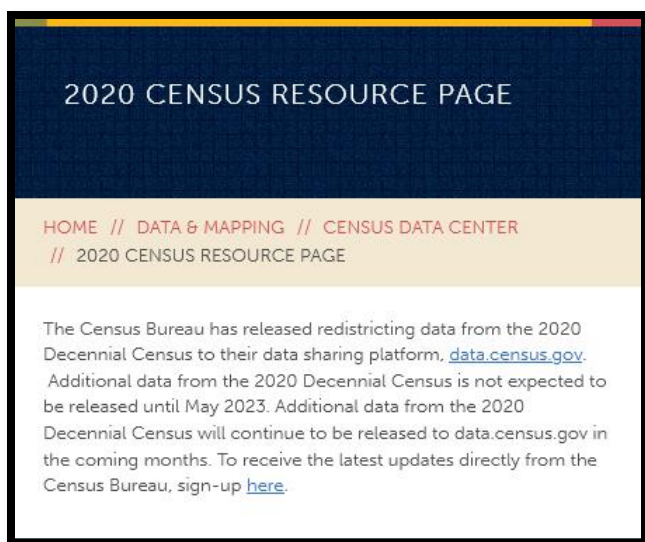 2020 CENSUS RESOURCE PAGE
HOME // DATA & MAPPING // CENSUS DATA CENTER
// 2020 CENSUS RESOURCE PAGE
The Census Bureau has released redistricting data from the 2020
Decennial Census to their data sharing platform, data.census.gov.
Additional data from the 2020 Decennial Census is not expected to
be released until May 2023. Additional data from the 2020
Decennial Census will continue to be released to data.census.gov in
the coming months. To receive the latest updates directly from the
Census Bureau, sign-up here.